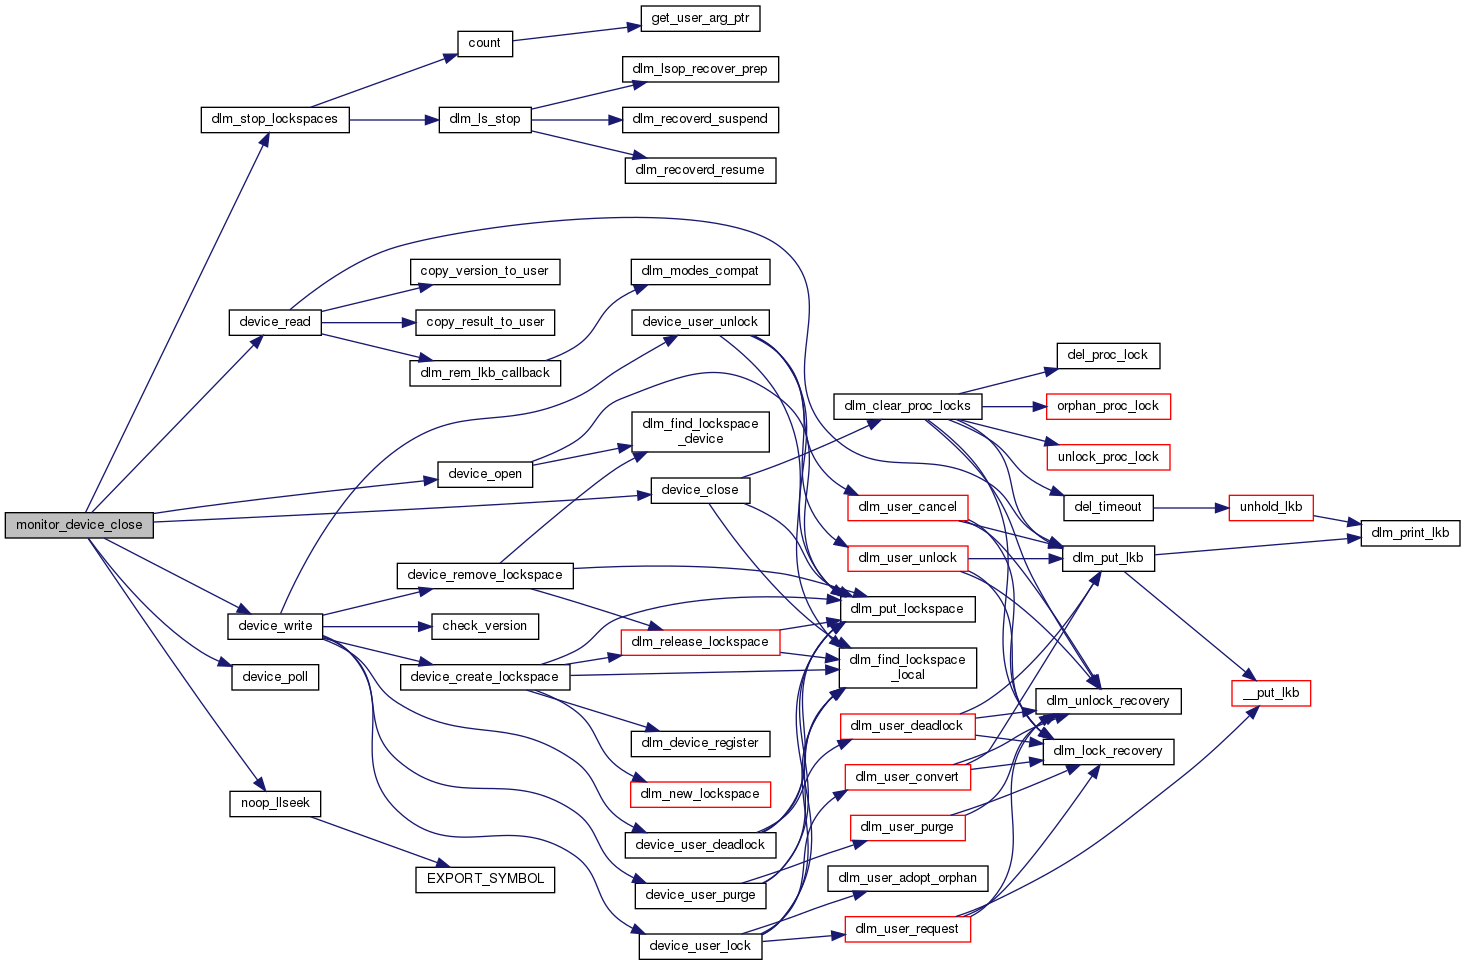 get_user_arg_ptr
count
dlm_lsop_recover_prep
dlm_stop_lockspaces
dlm_ls_stop
dlm_recoverd_suspend
dlm_recoverd_resume
copy_version_to_user
dlm_modes_compat
device_read
copy_result_to_user
device_user_unlock
del_proc_lock
dlm_rem_lkb_callback
dlm_clear_proc_locks
orphan_proc_lock
dlm_find_lockspace
_device
unlock_proc_lock
device_open
device_close
dlm_user_cancel
del_timeout
unhold_lkb
monitor_device_close
dlm_print_lkb
dlm_user_unlock
dlm_put_lkb
device_remove_lockspace
dlm_put_lockspace
device_write
check_version
dlm_release_lockspace
dlm_find_lockspace
_local
device_poll
device_create_lockspace
__put_lkb
dlm_unlock_recovery
dlm_user_deadlock
dlm_device_register
dlm_lock_recovery
dlm_user_convert
noop_llseek
dlm_new_lockspace
dlm_user_purge
device_user_deadlock
EXPORT_SYMBOL
dlm_user_adopt_orphan
device_user_purge
dlm_user_request
device_user_lock